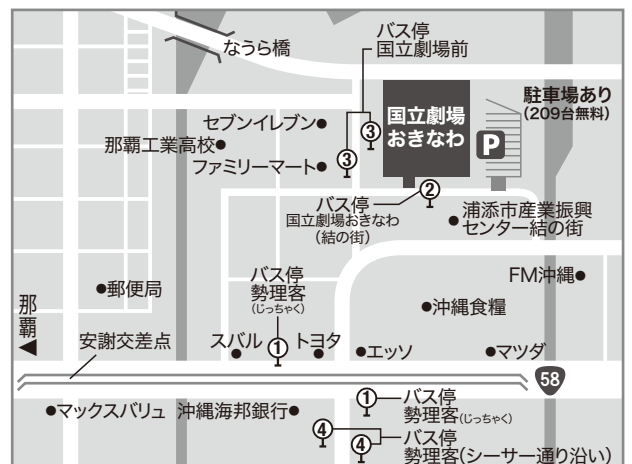 なうら橋
バス停
国立劇場前
国立劇場
おきなわ
駐車場あり
(209台無料)
P
セブンイレブン●
那覇工業高校●
ファミリーマート●
③
③
②
バス停
国立劇場おきなわ
(結の街)
●浦添市産業振興
センター結の街
バス停
勢理客
(じっちゃく)
FM沖縄●
●郵便局
●沖縄食糧
那覇
◀
安謝交差点
スバル
●
①
トヨタ
●
●エッソ
●マツダ
58
●マックスバリュ
沖縄海邦銀行●
①
バス停
勢理客(じっちゃく)
④
④
バス停
勢理客(シーサー通り沿い)